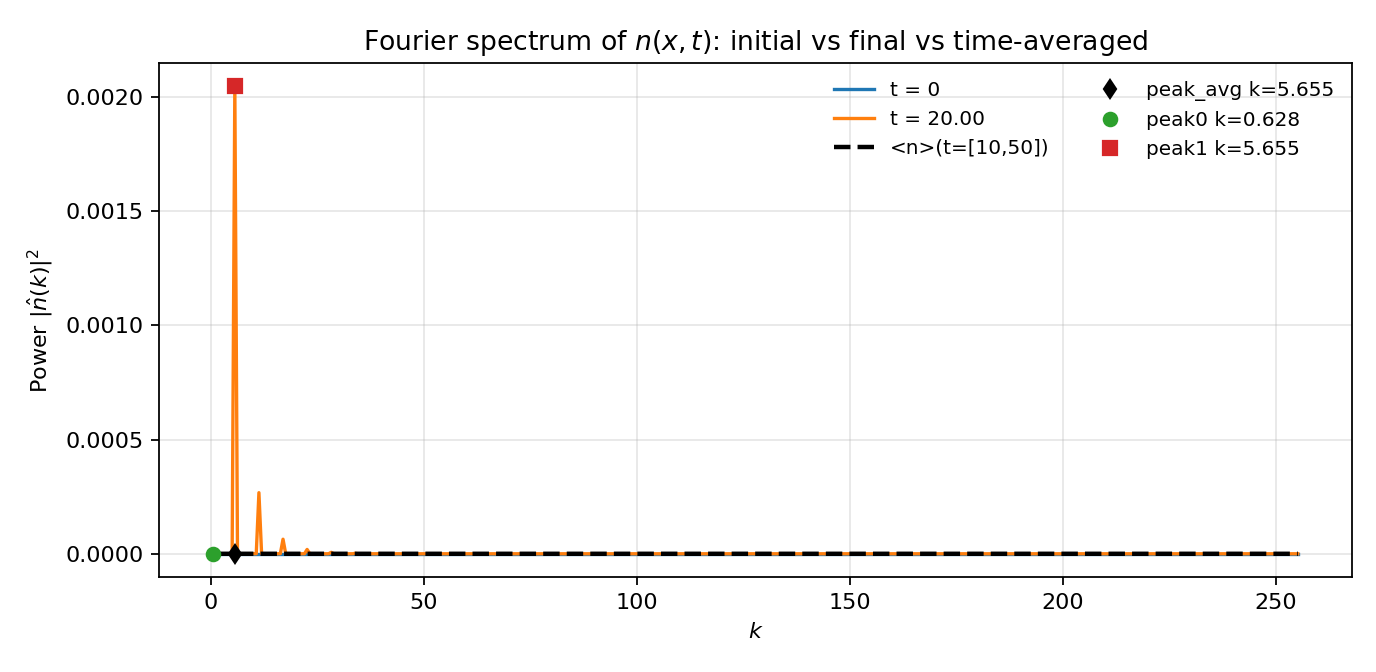 Fourier spectrum of n(x, t): initial vs final vs time-averaged
t = 0
t = 20.00
<n>(t=[10,50])
peak_avg k=5.655
peak0 k=0.628
peak1 k=5.655
Power |n̂(k)|²
0.0020
0.0015
0.0010
0.0005
0.0000
0 50 100 150 200 250
k